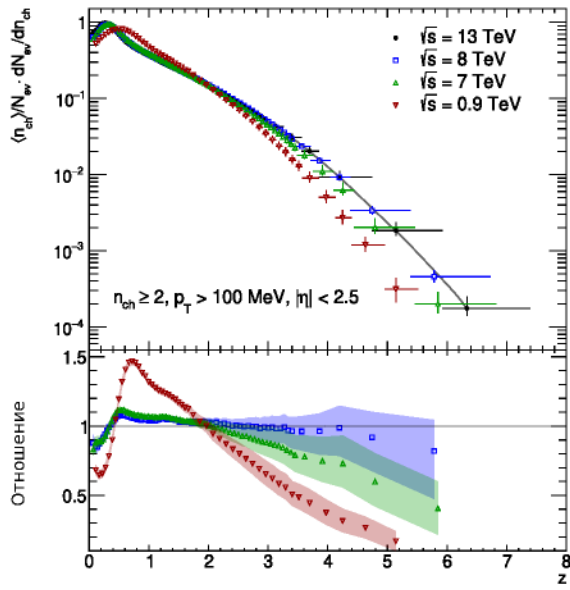 ⟨n_ch⟩/N_ev · dN_ev/dn_ch
1
10⁻¹
10⁻²
10⁻³
10⁻⁴
√s = 13 TeV
√s = 8 TeV
√s = 7 TeV
√s = 0.9 TeV
n_ch ≥ 2, p_T > 100 MeV, |η| < 2.5
Отношение
1.5
1
0.5
0 1 2 3 4 5 6 7 8
z